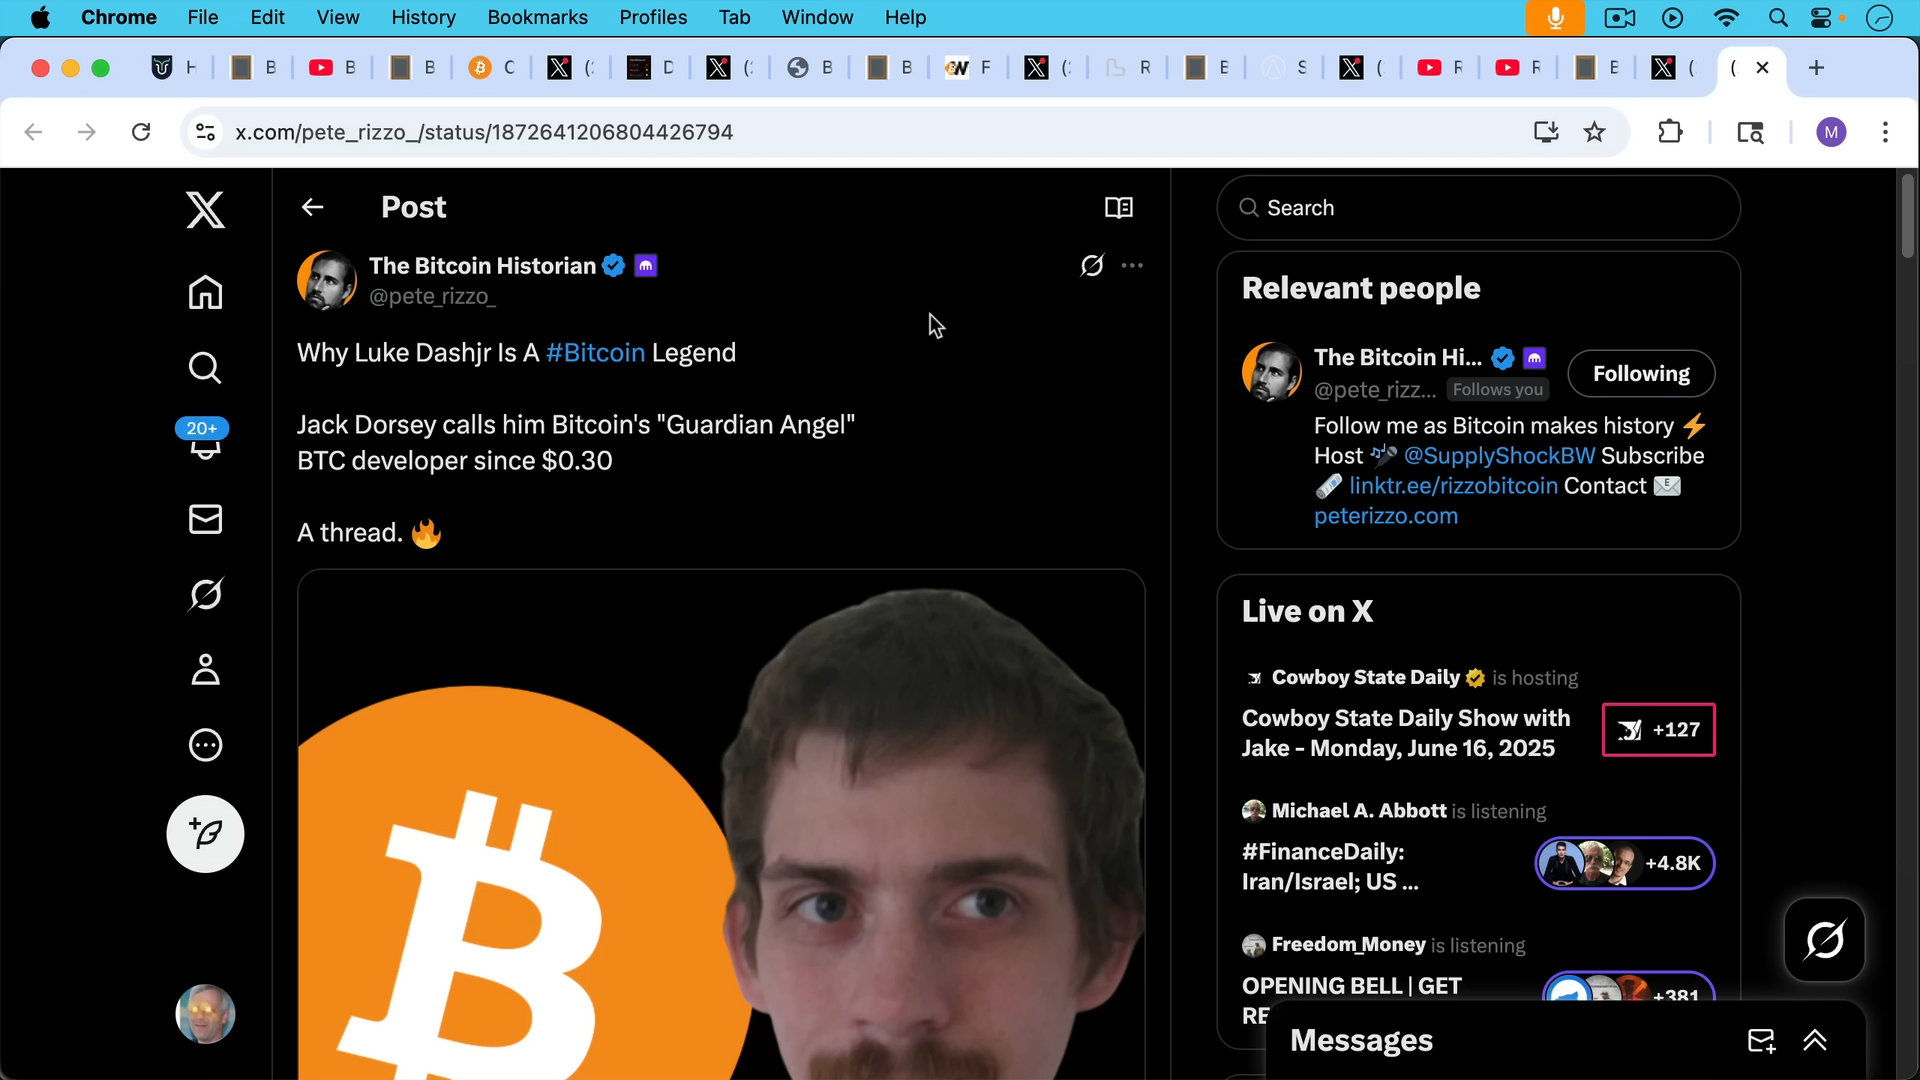 Chrome File Edit View History Bookmarks Profiles Tab Window Help
x.com/pete_rizzo_/status/1872641206804426794
M
Post
Search
The Bitcoin Historian
@pete_rizzo_
Why Luke Dashjr Is A #Bitcoin Legend
Jack Dorsey calls him Bitcoin's "Guardian Angel"
BTC developer since $0.30
A thread. 🔥
20+
Relevant people
The Bitcoin Hi...
@pete_rizz... Follows you
Following
Follow me as Bitcoin makes history ⚡
Host 🎤 @SupplyShockBW Subscribe
🗞️ linktr.ee/rizzobitcoin Contact 📧
peterizzo.com
Live on X
Cowboy State Daily is hosting
Cowboy State Daily Show with
Jake - Monday, June 16, 2025
+127
Michael A. Abbott is listening
#FinanceDaily:
Iran/Israel; US ...
+4.8K
Freedom_Money is listening
OPENING BELL | GET
RE
+381
Messages